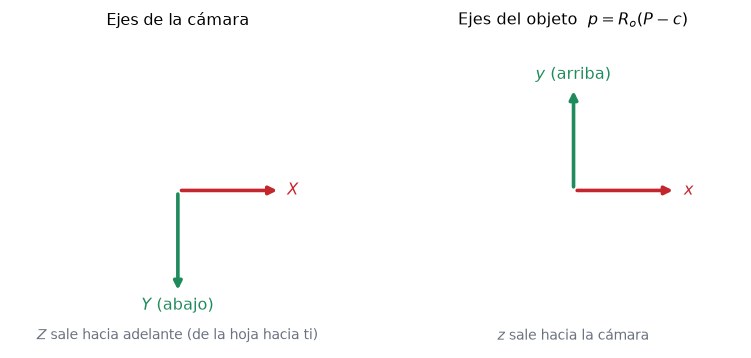 Ejes de la cámara
Ejes del objeto p = Rₒ(P − c)
y (arriba)
X
x
Y (abajo)
Z sale hacia adelante (de la hoja hacia ti)
z sale hacia la cámara